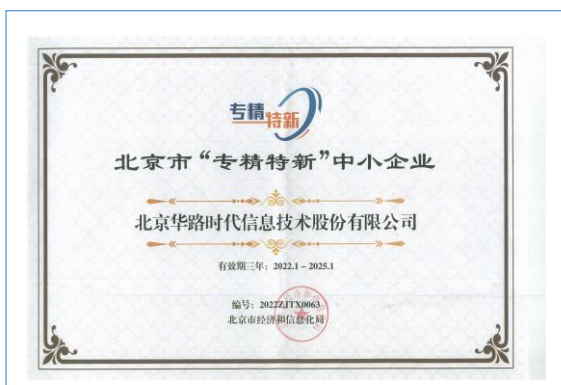 专精
特新
北京市“专精特新”中小企业
北京华路时代信息技术股份有限公司
有效期三年：2022.1－2025.1
编号：2022ZJTX0063
北京市经济和信息化局